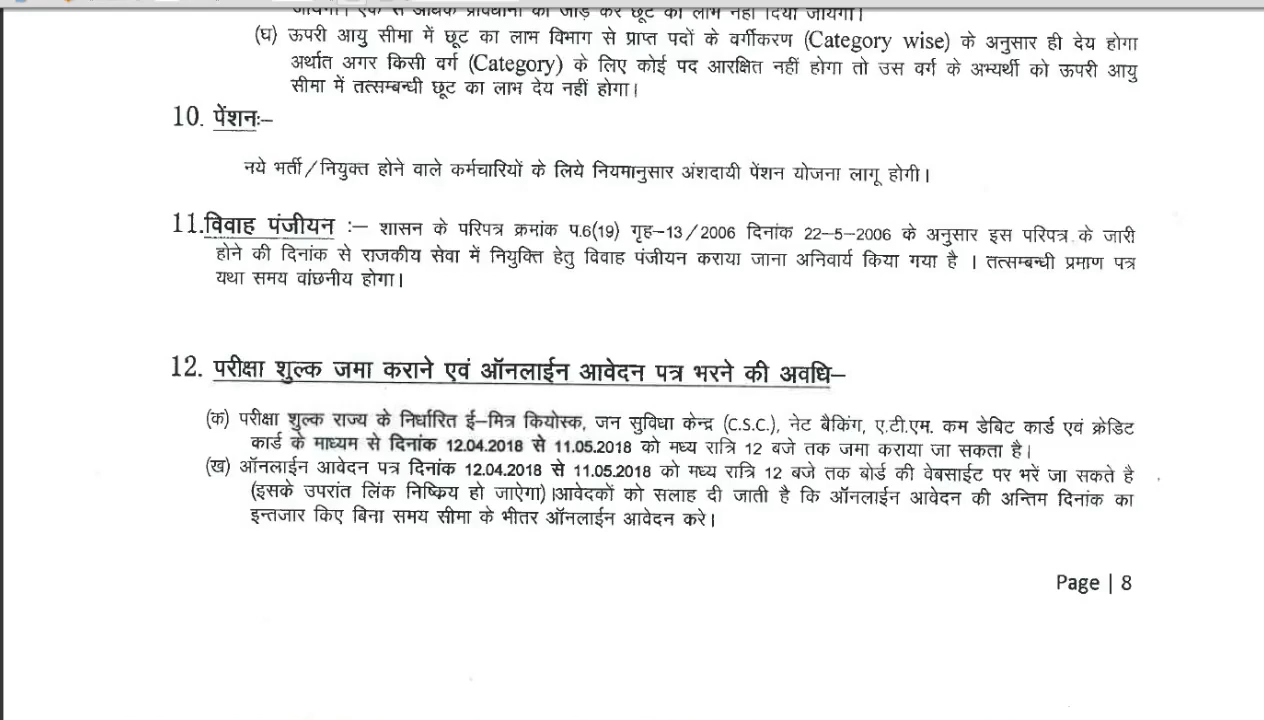 जायेगा। एक से अधिक प्रावधानों को जोड़ कर छूट का लाभ नहीं दिया जायेगा।
(घ) ऊपरी आयु सीमा में छूट का लाभ विभाग से प्राप्त पदों के वर्गीकरण (Category wise) के अनुसार ही देय होगा
अर्थात अगर किसी वर्ग (Category) के लिए कोई पद आरक्षित नहीं होगा तो उस वर्ग के अभ्यर्थी को ऊपरी आयु
सीमा में तत्सम्बन्धी छूट का लाभ देय नहीं होगा।
10. पेंशनः–
नये भर्ती/नियुक्त होने वाले कर्मचारियों के लिये नियमानुसार अंशदायी पेंशन योजना लागू होगी।
11.विवाह पंजीयन :– शासन के परिपत्र क्रमांक प.6(19) गृह–13/2006 दिनांक 22–5–2006 के अनुसार इस परिपत्र के जारी
होने की दिनांक से राजकीय सेवा में नियुक्ति हेतु विवाह पंजीयन कराया जाना अनिवार्य किया गया है । तत्सम्बन्धी प्रमाण पत्र
यथा समय वांछनीय होगा।
12. परीक्षा शुल्क जमा कराने एवं ऑनलाईन आवेदन पत्र भरने की अवधि–
(क) परीक्षा शुल्क राज्य के निर्धारित ई–मित्र कियोस्क, जन सुविधा केन्द्र (C.S.C.), नेट बैकिंग, ए.टी.एम. कम डेबिट कार्ड एवं क्रेडिट
कार्ड के माध्यम से दिनांक 12.04.2018 से 11.05.2018 को मध्य रात्रि 12 बजे तक जमा कराया जा सकता है।
(ख) ऑनलाईन आवेदन पत्र दिनांक 12.04.2018 से 11.05.2018 को मध्य रात्रि 12 बजे तक बोर्ड की वेबसाईट पर भरें जा सकते है
(इसके उपरांत लिंक निष्क्रिय हो जाऐगा)।आवेदकों को सलाह दी जाती है कि ऑनलाईन आवेदन की अन्तिम दिनांक का
इन्तजार किए बिना समय सीमा के भीतर ऑनलाईन आवेदन करे।
Page | 8